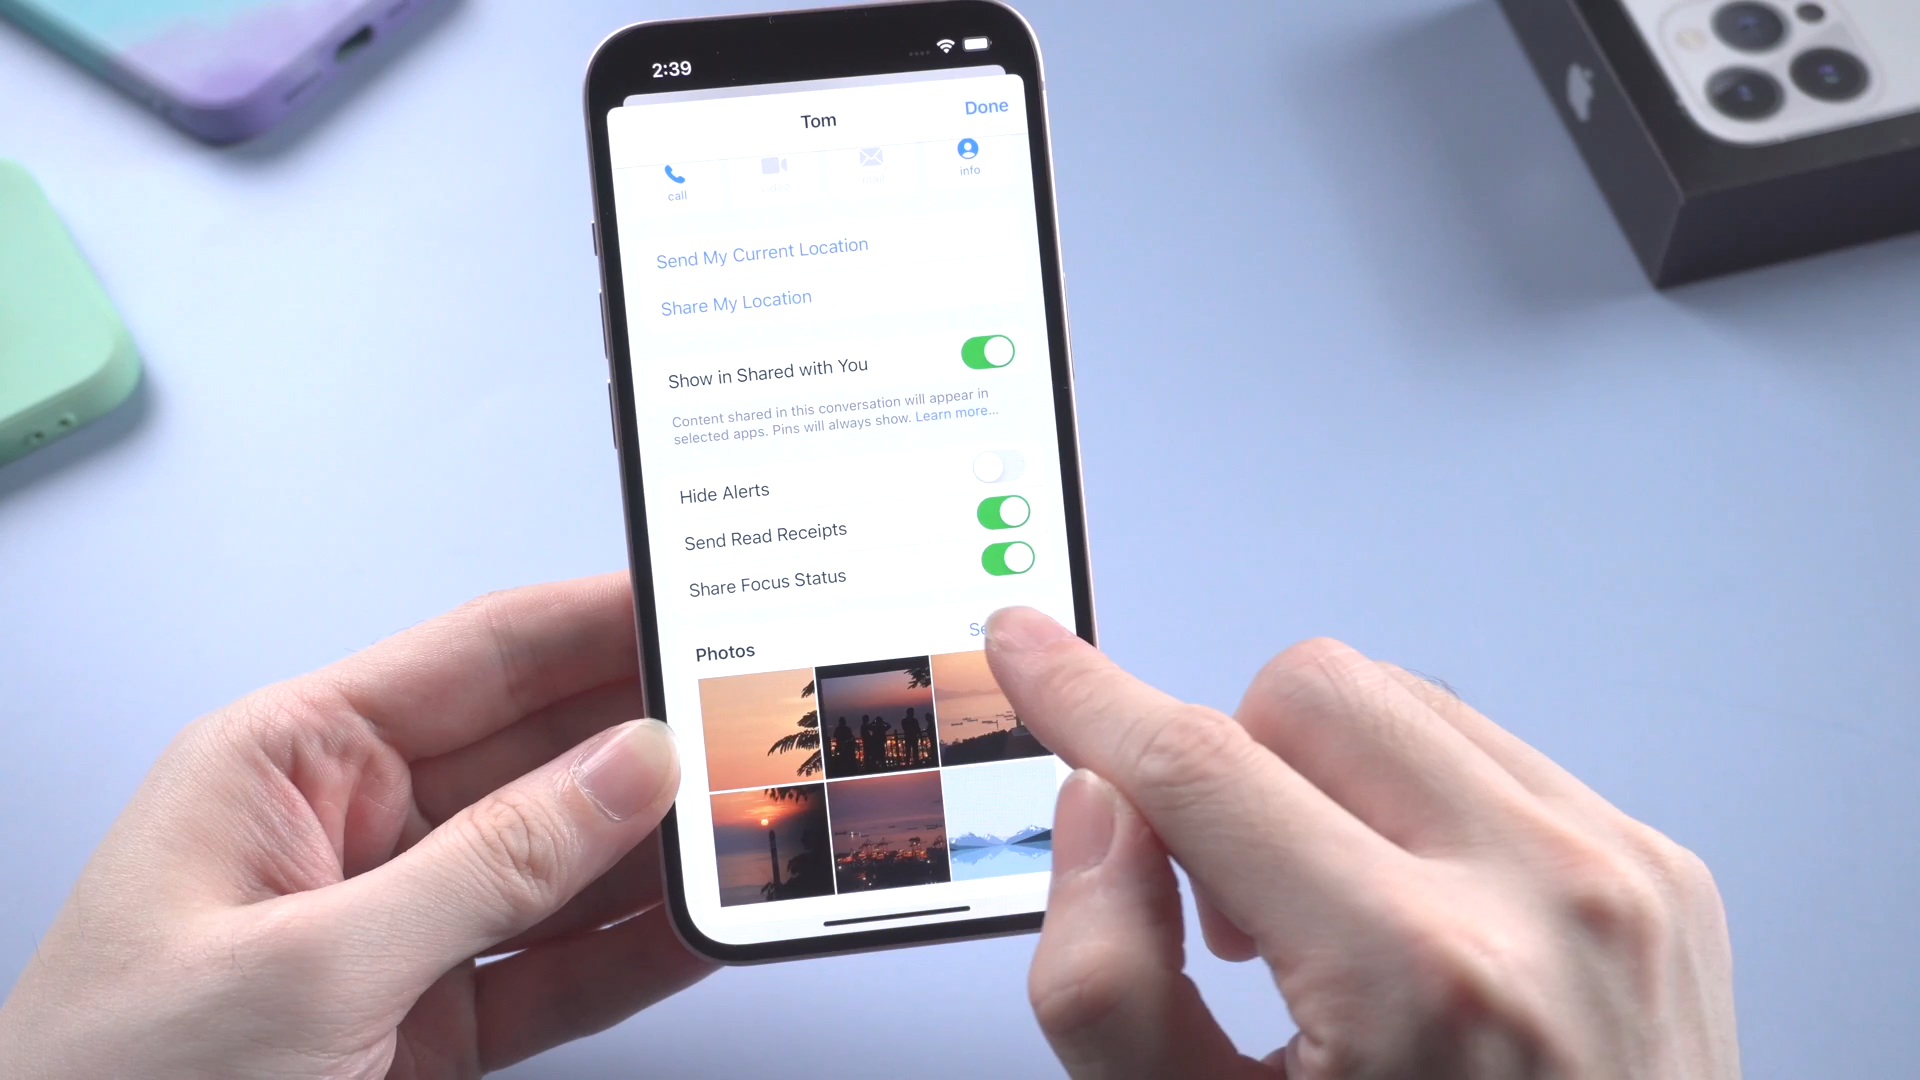 2:39
Tom
Done
call
video
mail
info
Send My Current Location
Share My Location
Show in Shared with You
Content shared in this conversation will appear in
selected apps. Pins will always show. Learn more...
Hide Alerts
Send Read Receipts
Share Focus Status
Photos